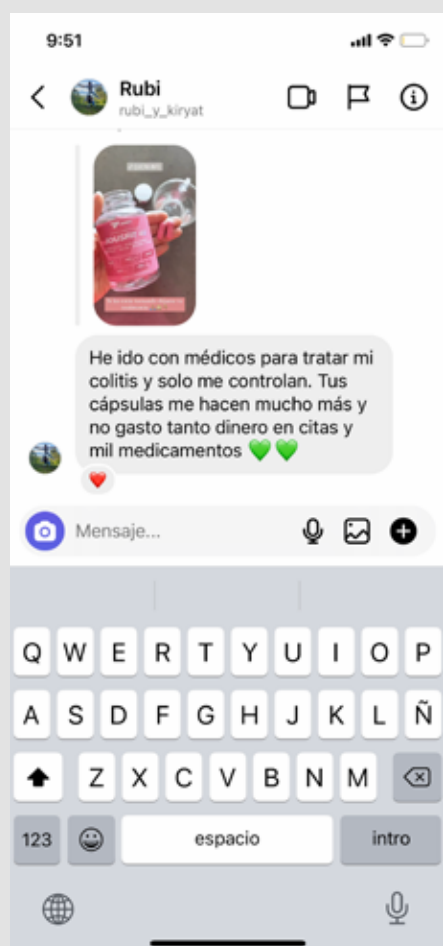 9:51
Rubi
rubi_y_kiryat
He ido con médicos para tratar mi
colitis y solo me controlan. Tus
cápsulas me hacen mucho más y
no gasto tanto dinero en citas y
mil medicamentos 💚💚
❤️
Mensaje...
Q W E R T Y U I O P
A S D F G H J K L Ñ
Z X C V B N M
123 espacio intro